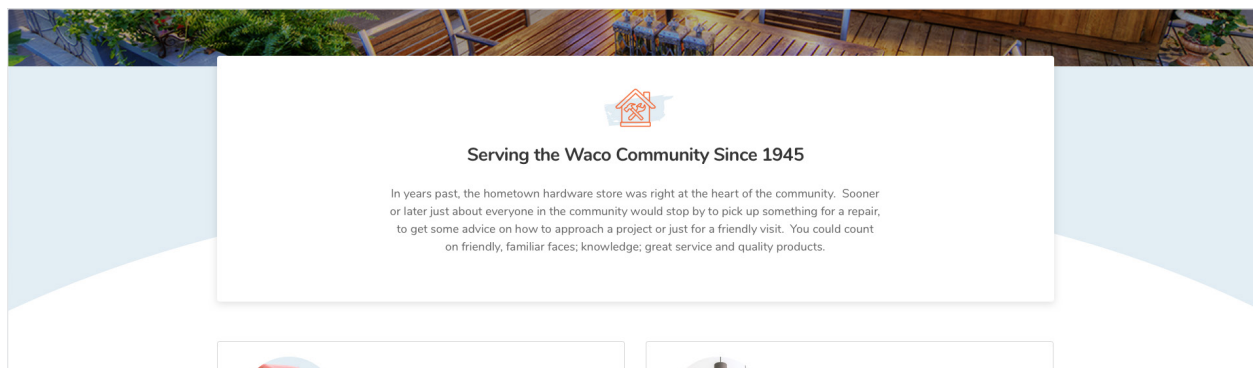 Serving the Waco Community Since 1945
In years past, the hometown hardware store was right at the heart of the community.  Sooner
or later just about everyone in the community would stop by to pick up something for a repair,
to get some advice on how to approach a project or just for a friendly visit.  You could count
on friendly, familiar faces; knowledge; great service and quality products.